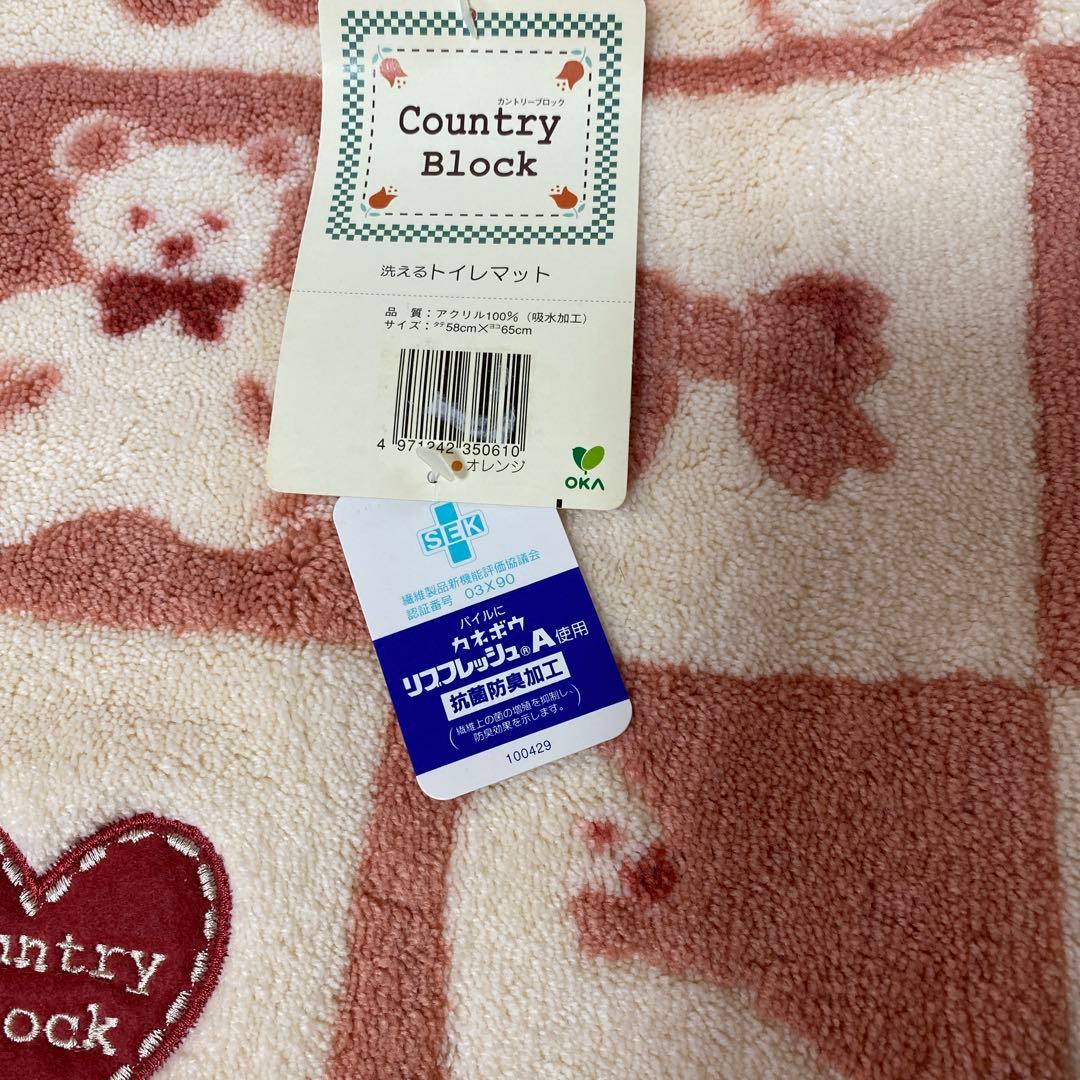 カントリーブロック
Country
Block
洗えるトイレマット
品　質：アクリル100%（吸水加工）
サイズ：タテ58cm×ヨコ65cm
4 971242 350610
オレンジ
OKA
SEK
繊維製品新機能評価協議会
認証番号 03X90
パイルに
カネボウ
リブフレッシュ®A使用
抗菌防臭加工
（繊維上の菌の増殖を抑制し、
防臭効果を示します。）
100429
untry
lock